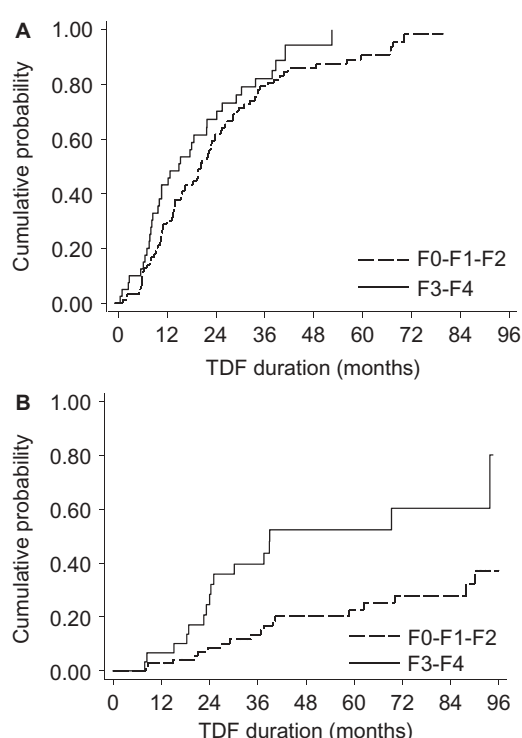 A
1.00
0.80
0.60
0.40
0.20
0.00
Cumulative probability
F0-F1-F2
F3-F4
0 12 24 36 48 60 72 84 96
TDF duration (months)
B
1.00
0.80
0.60
0.40
0.20
0.00
Cumulative probability
F0-F1-F2
F3-F4
0 12 24 36 48 60 72 84 96
TDF duration (months)